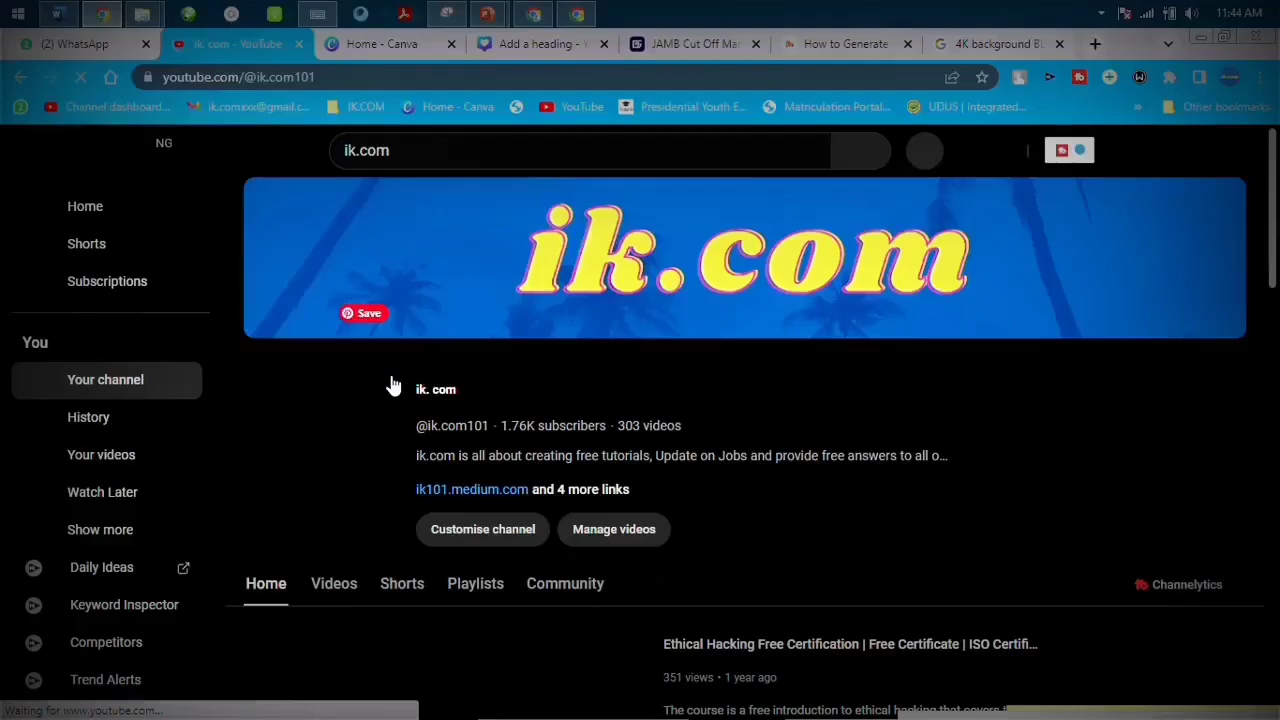 11:44 AM
(2) WhatsApp
ik. com - YouTube
Home - Canva
Add a heading -
JAMB Cut Off Mar
How to Generate
4K background BL
youtube.com/@ik.com101
Channel dashboard...
ik.comxxx@gmail.c...
IK.COM
Home - Canva
YouTube
Presidential Youth E...
Matriculation Portal...
UDUS | Integrated...
Other bookmarks
NG
ik.com
Home
Shorts
Subscriptions
ik.com
Save
You
Your channel
History
Your videos
Watch Later
Show more
Daily Ideas
Keyword Inspector
Competitors
Trend Alerts
ik. com
@ik.com101 · 1.76K subscribers · 303 videos
ik.com is all about creating free tutorials, Update on Jobs and provide free answers to all o...
ik101.medium.com and 4 more links
Customise channel
Manage videos
Home
Videos
Shorts
Playlists
Community
Channelytics
Ethical Hacking Free Certification | Free Certificate | ISO Certifi...
351 views • 1 year ago
The course is a free introduction to ethical hacking that covers
Waiting for www.youtube.com...